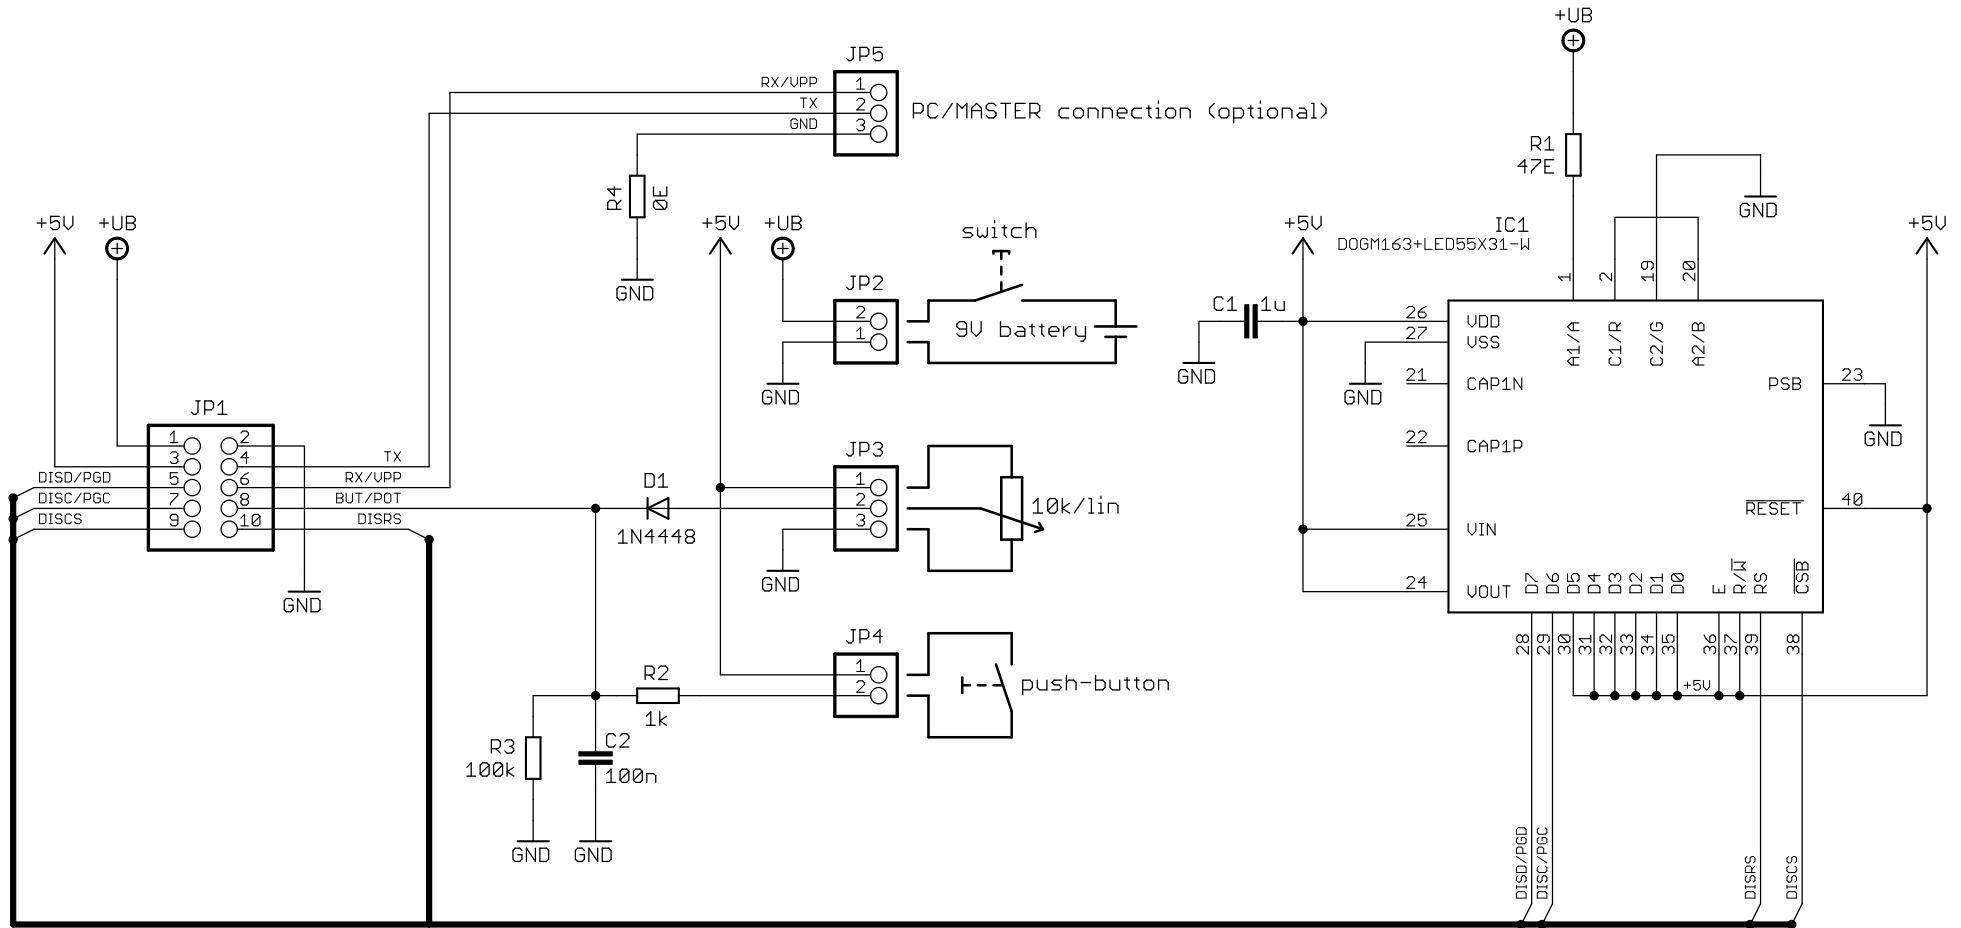 +UB
JP5
RX/VPP
1
TX
2
GND
3
PC/MASTER connection (optional)
R1
47E
R4
0E
GND
+5V
+UB
+5V
+UB
switch
+5V
IC1
DOGM163+LED55X31-W
+5V
GND
JP2
2
1
9V battery
GND
C1
1u
GND
1
2
19
20
26
VDD
27
VSS
GND
21
CAP1N
22
CAP1P
25
VIN
24
VOUT
A1/A
C1/R
C2/G
A2/B
PSB
23
GND
RESET
40
JP1
1
2
3
4
TX
DISD/PGD
5
6
RX/VPP
DISC/PGC
7
8
BUT/POT
DISCS
9
10
DISRS
GND
D1
1N4448
JP3
1
2
3
10k/lin
GND
D7
D6
D5
D4
D3
D2
D1
D0
E
R/W
RS
CSB
28
29
30
31
32
33
34
35
36
37
39
38
+5V
JP4
1
2
push-button
R2
1k
R3
100k
C2
100n
GND
GND
DISD/PGD
DISC/PGC
DISRS
DISCS